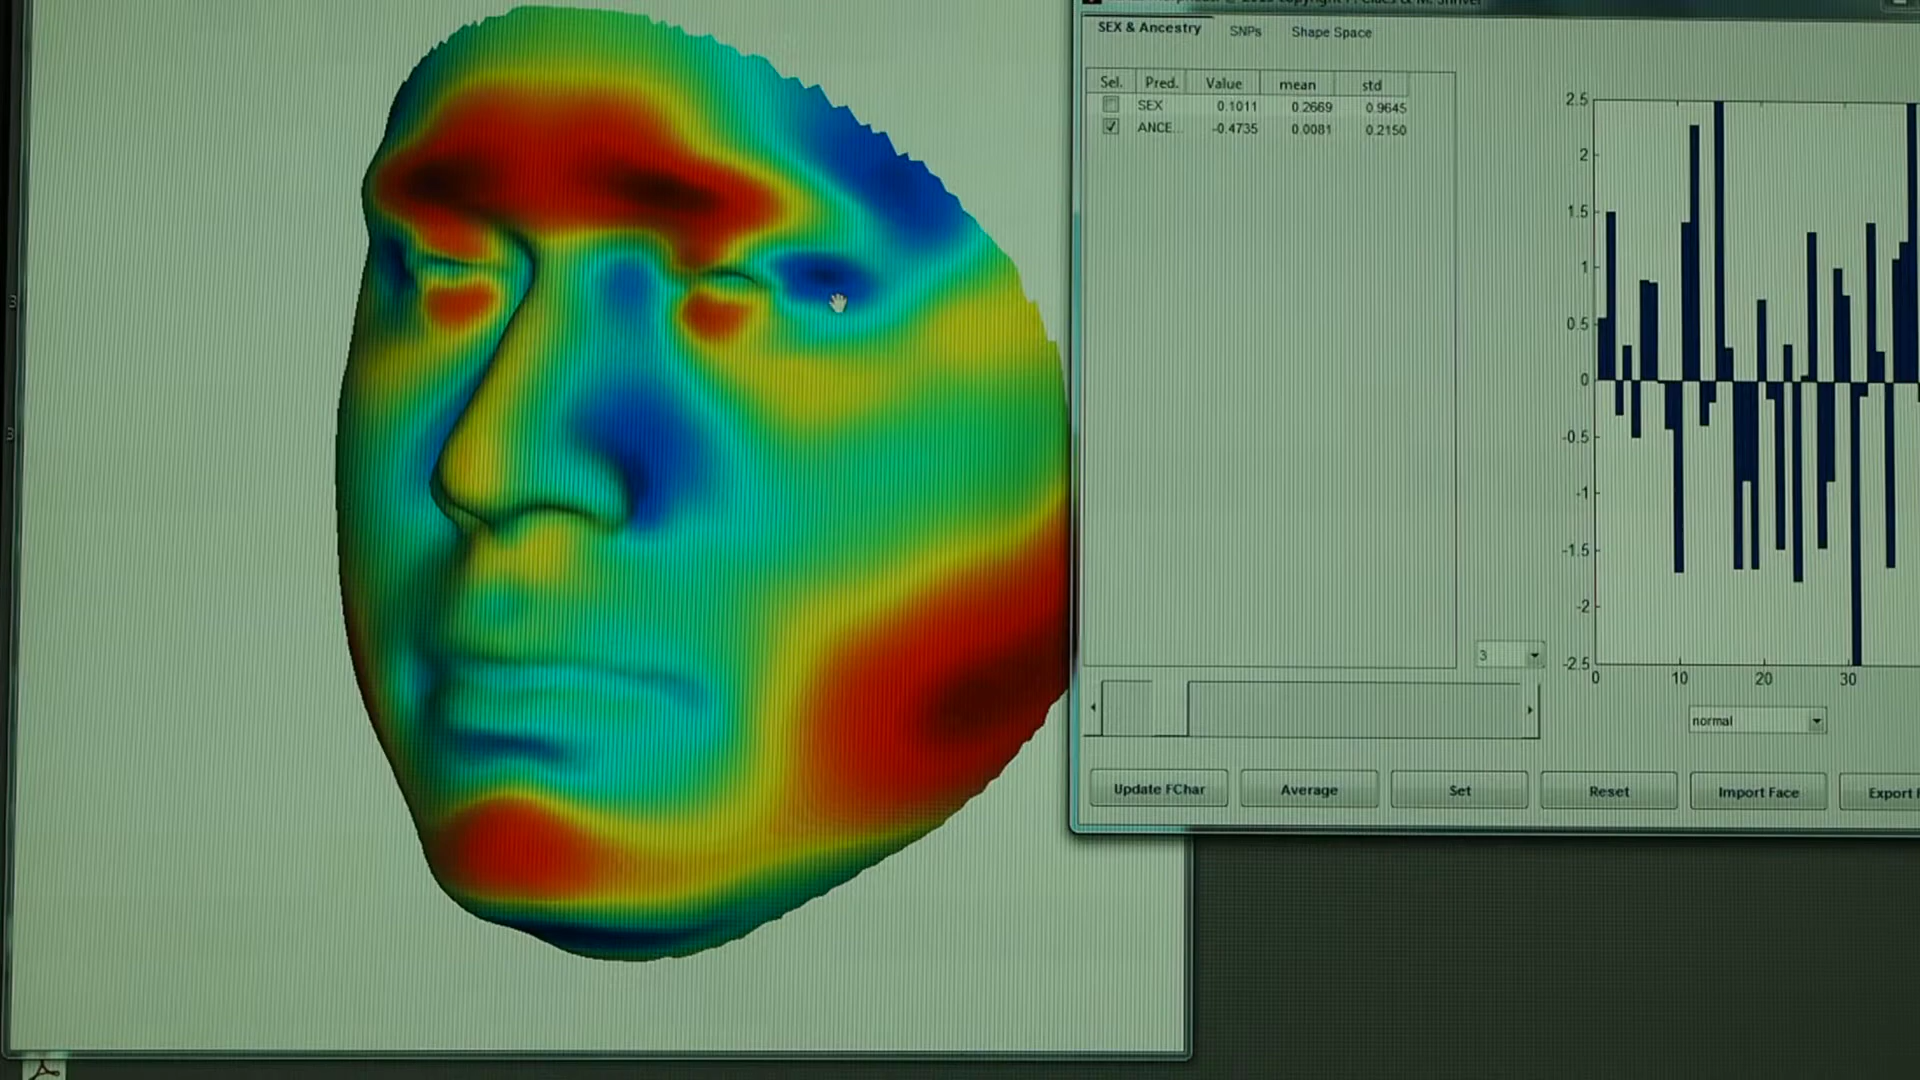 SEX & Ancestry SNPs Shape Space
Sel. Pred. Value mean std
SEX 0.1011 0.2669 0.9645
ANCE... -0.4735 0.0081 0.2150
2.5
2
1.5
1
0.5
0
-0.5
-1
-1.5
-2
-2.5
0 10 20 30
3
normal
Update FChar Average Set Reset Import Face Export
3
3